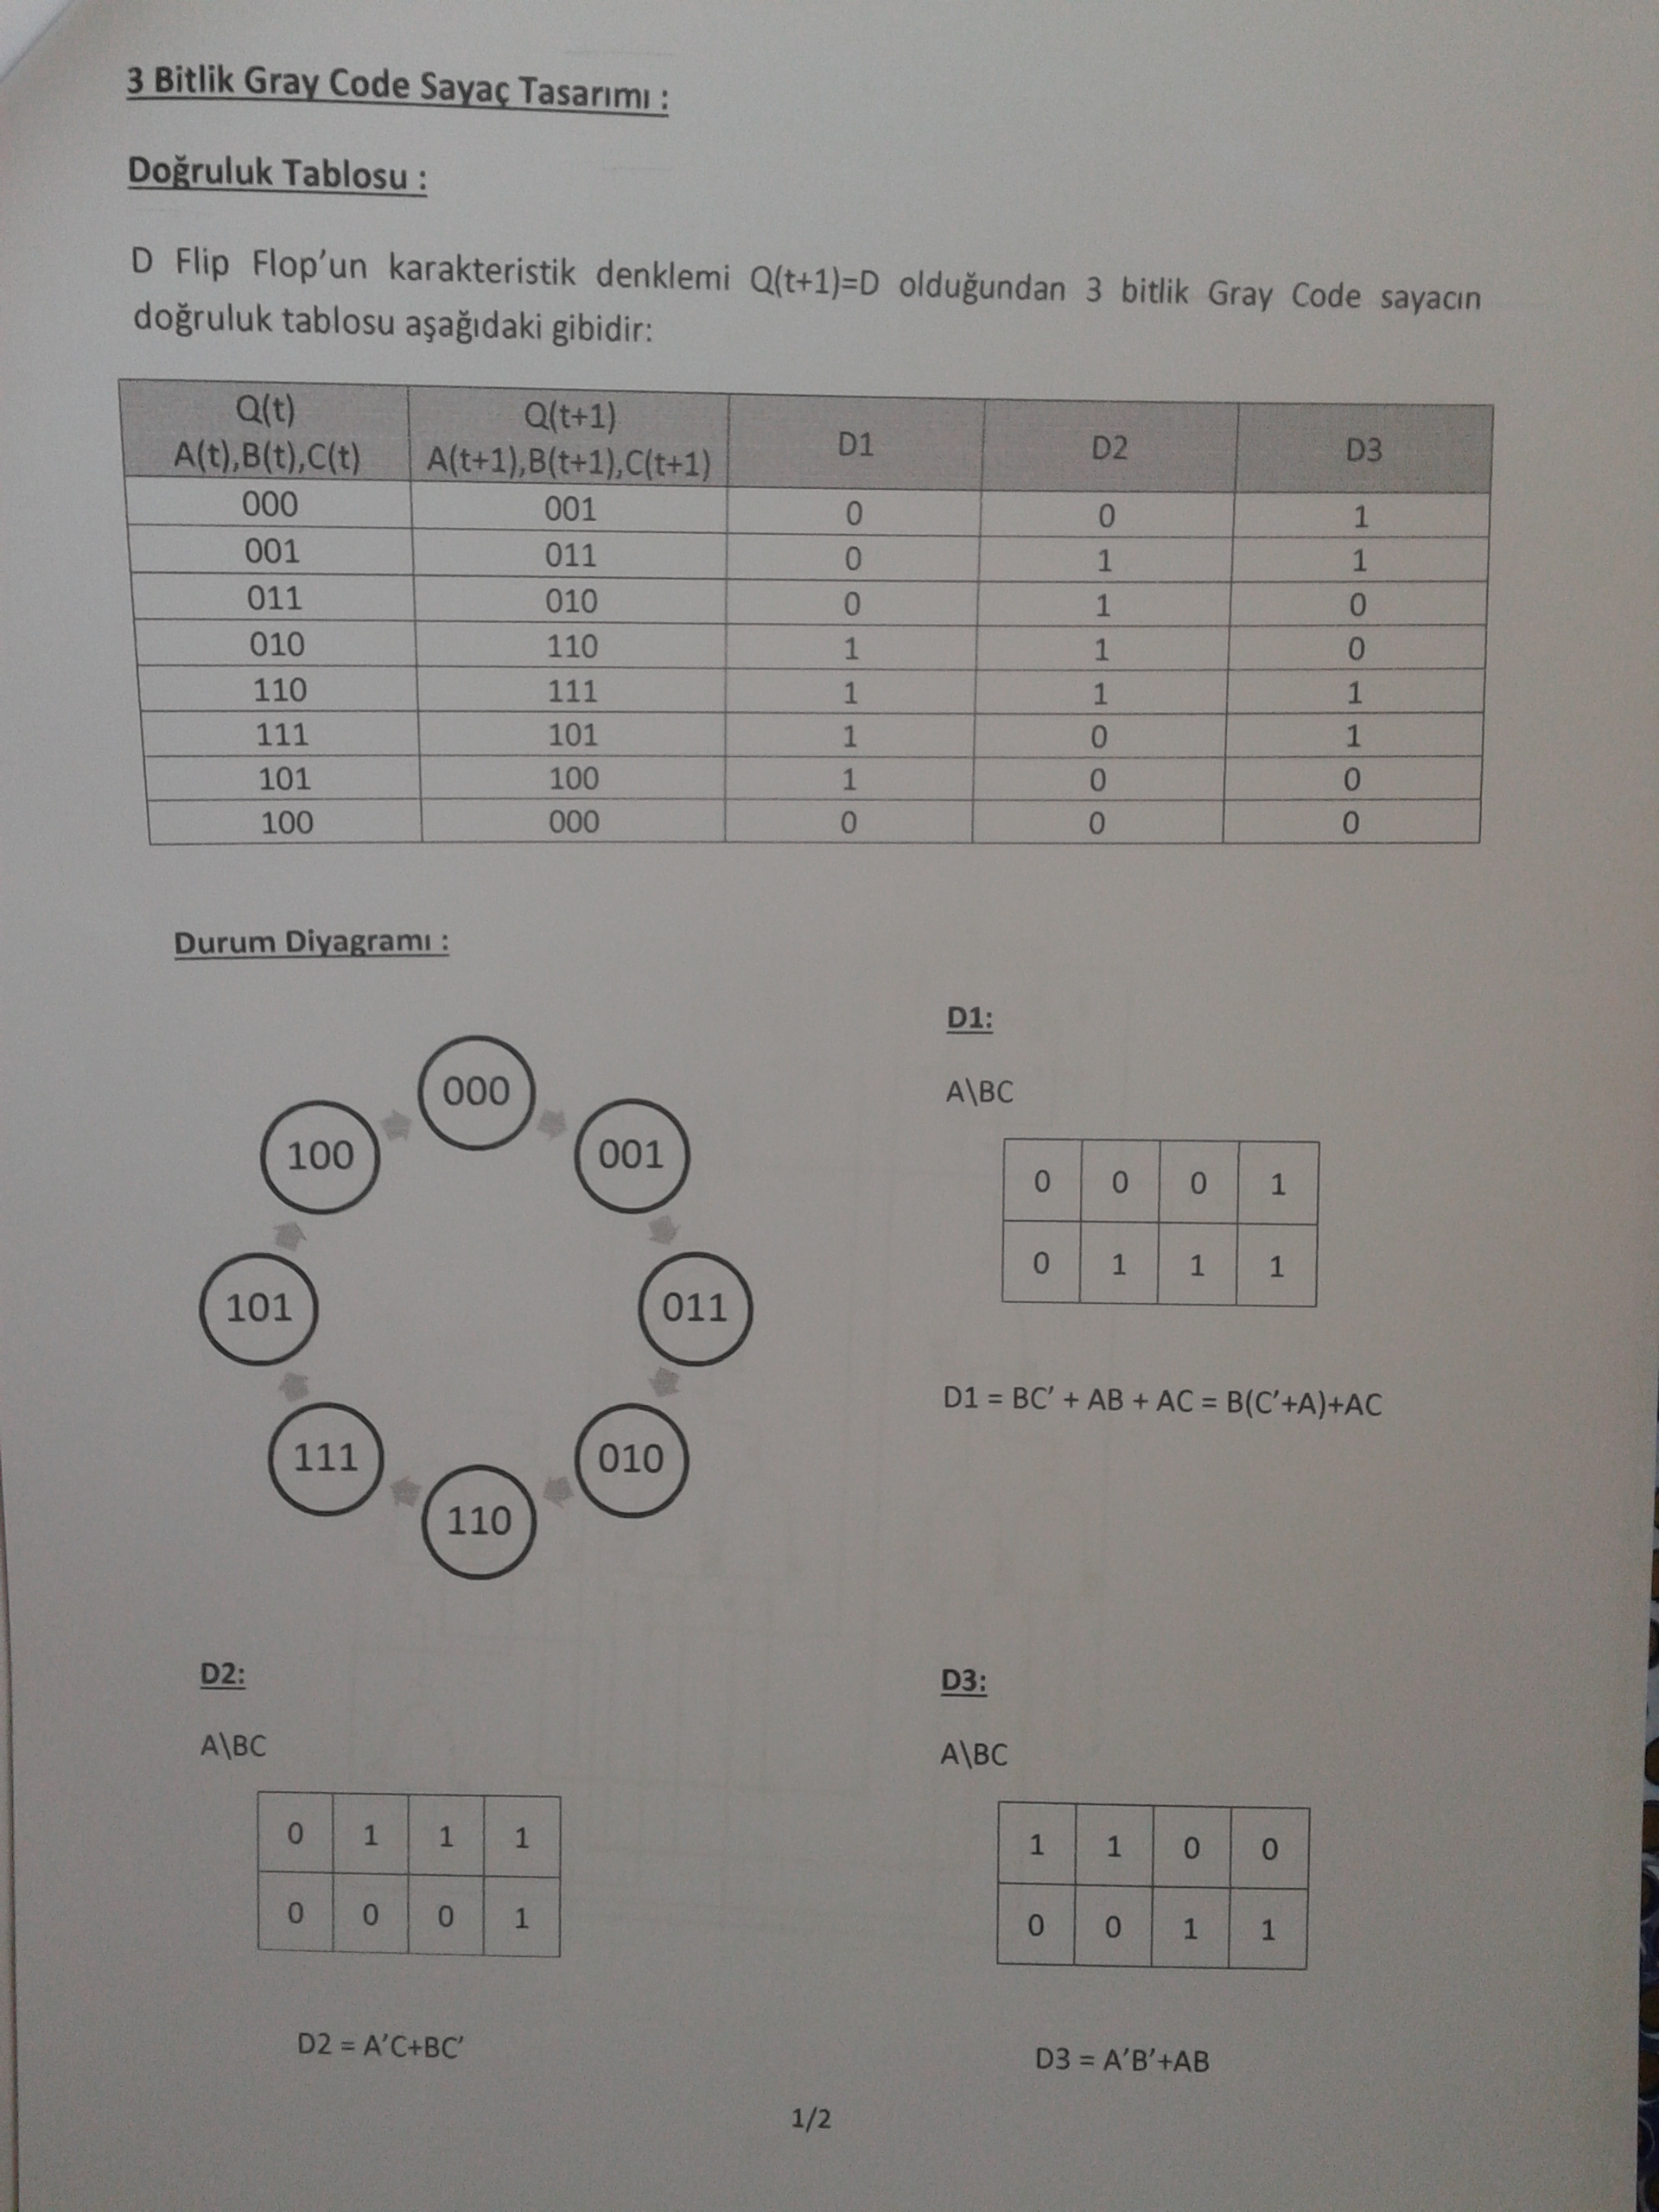 3 Bitlik Gray Code Sayaç Tasarımı :
Doğruluk Tablosu :
D Flip Flop’un karakteristik denklemi Q(t+1)=D olduğundan 3 bitlik Gray Code sayacın
doğruluk tablosu aşağıdaki gibidir:
Q(t) Q(t+1) D1 D2 D3
A(t),B(t),C(t) A(t+1),B(t+1),C(t+1)
000 001 0 0 1
001 011 0 1 1
011 010 0 1 0
010 110 1 1 0
110 111 1 1 1
111 101 1 0 1
101 100 1 0 0
100 000 0 0 0
Durum Diyagramı :
000
001
011
010
110
111
101
100
D1:
A\BC
0 0 0 1
0 1 1 1
D1 = BC’ + AB + AC = B(C’+A)+AC
D2:
A\BC
0 1 1 1
0 0 0 1
D2 = A’C+BC’
D3:
A\BC
1 1 0 0
0 0 1 1
D3 = A’B’+AB
1/2